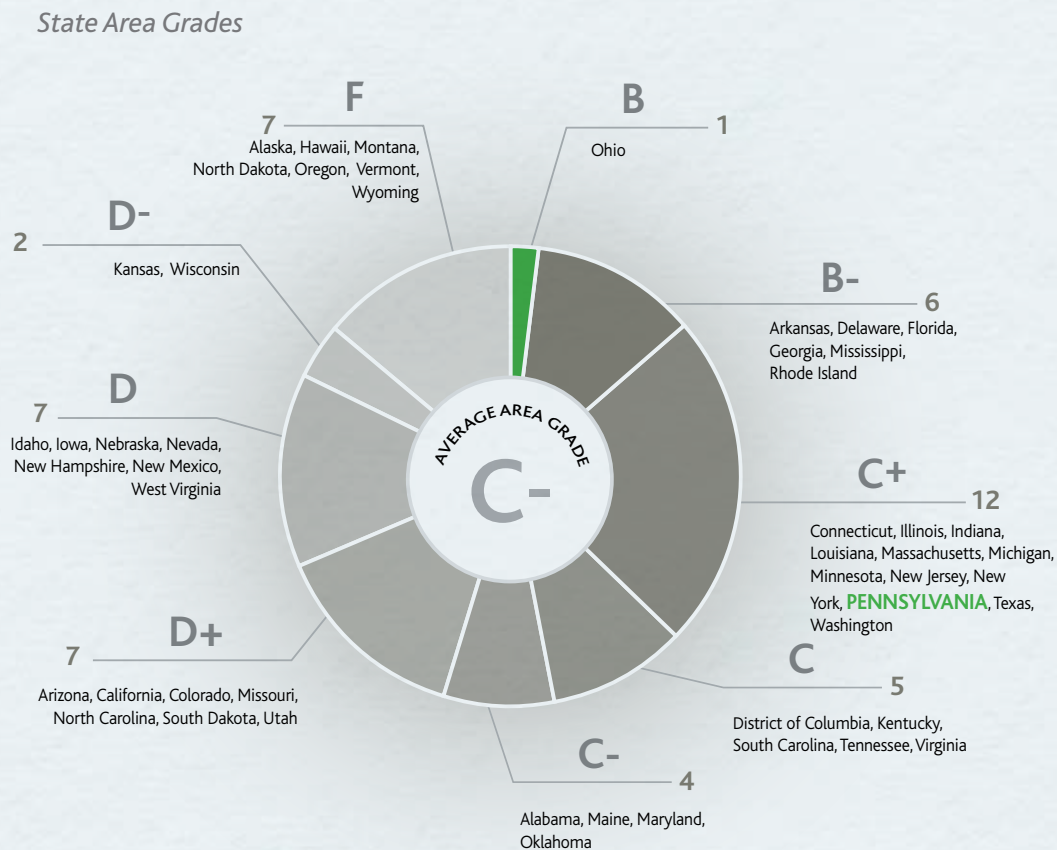 State Area Grades
F
7
Alaska, Hawaii, Montana,
North Dakota, Oregon, Vermont,
Wyoming
B
1
Ohio
D-
2
Kansas, Wisconsin
B-
6
Arkansas, Delaware, Florida,
Georgia, Mississippi,
Rhode Island
D
7
Idaho, Iowa, Nebraska, Nevada,
New Hampshire, New Mexico,
West Virginia
AVERAGE AREA GRADE
C-
C+
12
Connecticut, Illinois, Indiana,
Louisiana, Massachusetts, Michigan,
Minnesota, New Jersey, New
York, PENNSYLVANIA, Texas,
Washington
D+
7
Arizona, California, Colorado, Missouri,
North Carolina, South Dakota, Utah
C
5
District of Columbia, Kentucky,
South Carolina, Tennessee, Virginia
C-
4
Alabama, Maine, Maryland,
Oklahoma